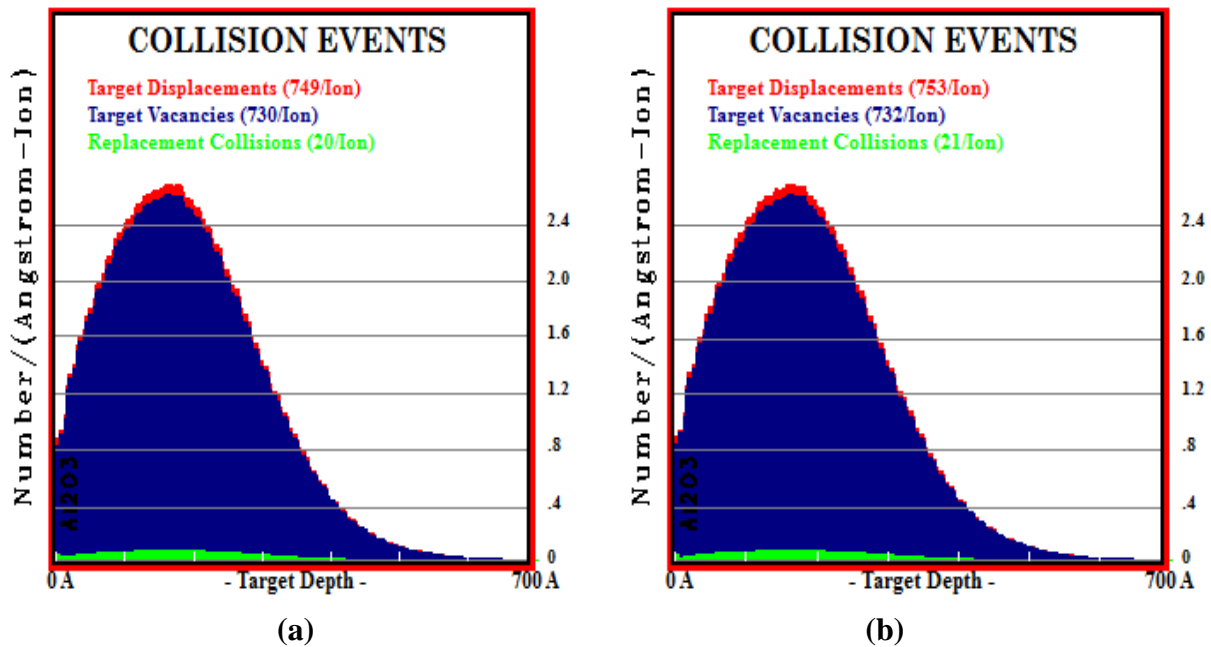 COLLISION EVENTS
Target Displacements (749/Ion)
Target Vacancies (730/Ion)
Replacement Collisions (20/Ion)
Number/(Angstrom-Ion)
2.4
2.0
1.6
1.2
.8
.4
0
Al2O3
0 A
- Target Depth -
700 A
(a)
COLLISION EVENTS
Target Displacements (753/Ion)
Target Vacancies (732/Ion)
Replacement Collisions (21/Ion)
Number/(Angstrom-Ion)
2.4
2.0
1.6
1.2
.8
.4
0
Al2O3
0 A
- Target Depth -
700 A
(b)